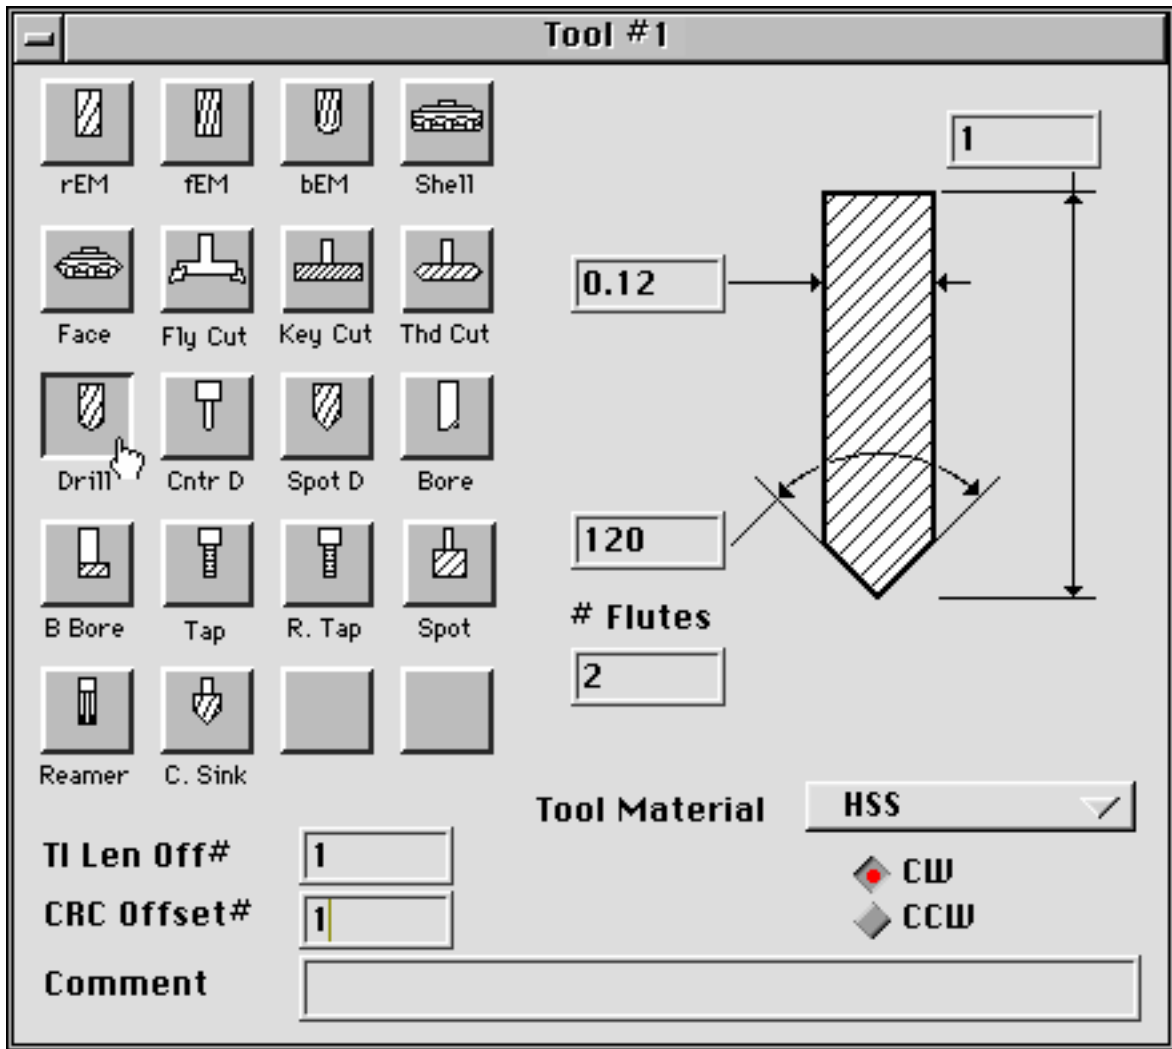 Tool #1
rEM fEM bEM Shell
1
Face Fly Cut Key Cut Thd Cut
0.12
Drill Cntr D Spot D Bore
120
B Bore Tap R. Tap Spot
# Flutes
2
Reamer C. Sink
Tool Material HSS
Tl Len Off# 1
CW
CRC Offset# 1
CCW
Comment